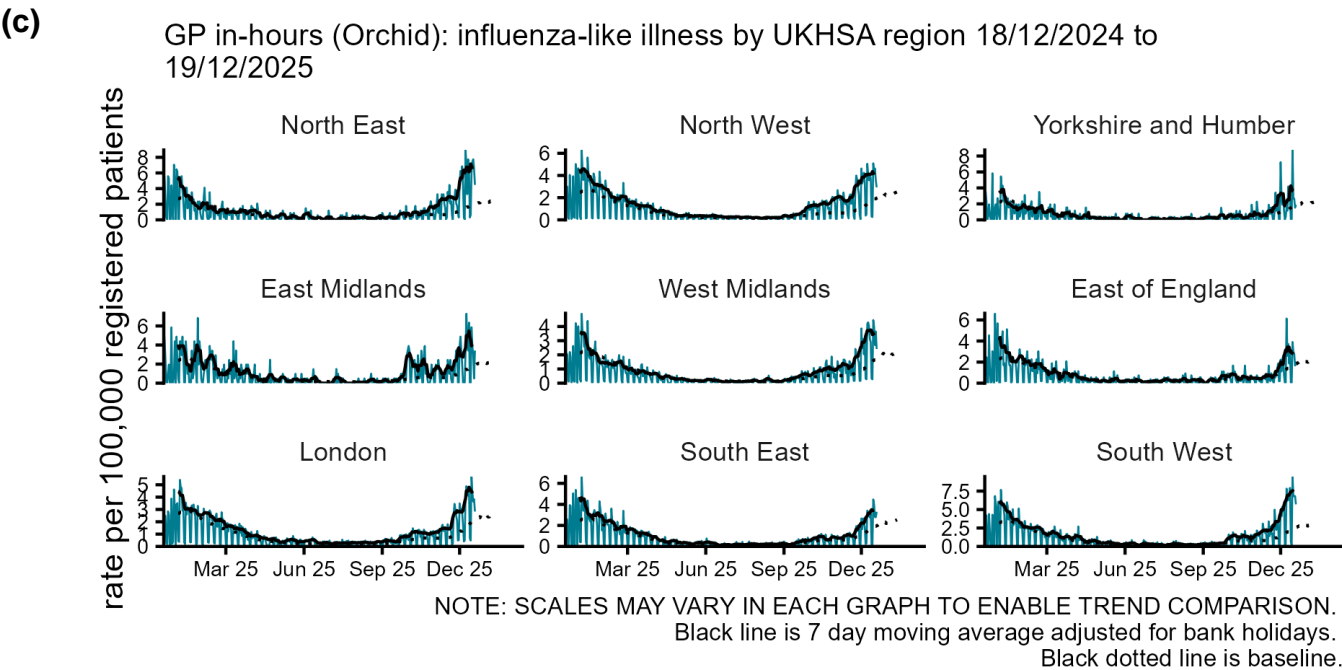 (c)
GP in-hours (Orchid): influenza-like illness by UKHSA region 18/12/2024 to
19/12/2025
rate per 100,000 registered patients
North East
8
6
4
2
0
North West
6
4
2
0
Yorkshire and Humber
8
6
4
2
0
East Midlands
6
4
2
0
West Midlands
4
3
2
1
0
East of England
6
4
2
0
London
5
4
3
2
1
0
South East
6
4
2
0
South West
7.5
5.0
2.5
0.0
Mar 25 Jun 25 Sep 25 Dec 25
Mar 25 Jun 25 Sep 25 Dec 25
Mar 25 Jun 25 Sep 25 Dec 25
NOTE: SCALES MAY VARY IN EACH GRAPH TO ENABLE TREND COMPARISON.
Black line is 7 day moving average adjusted for bank holidays.
Black dotted line is baseline.